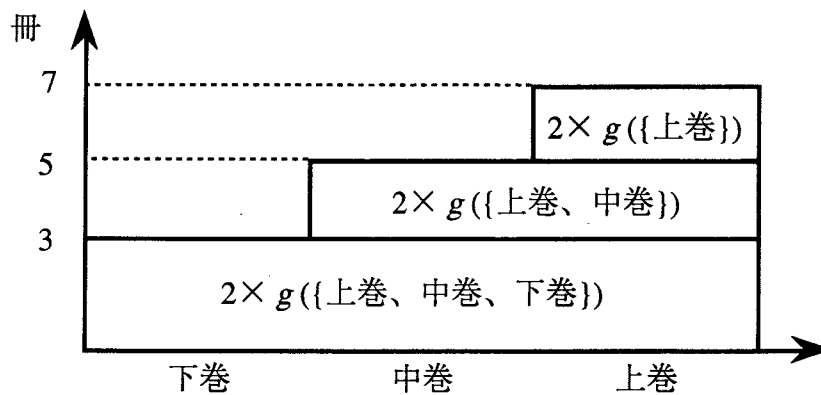 冊
7
2× g ({上巻})
5
2× g ({上巻、中巻})
3
2× g ({上巻、中巻、下巻})
下巻 中巻 上巻